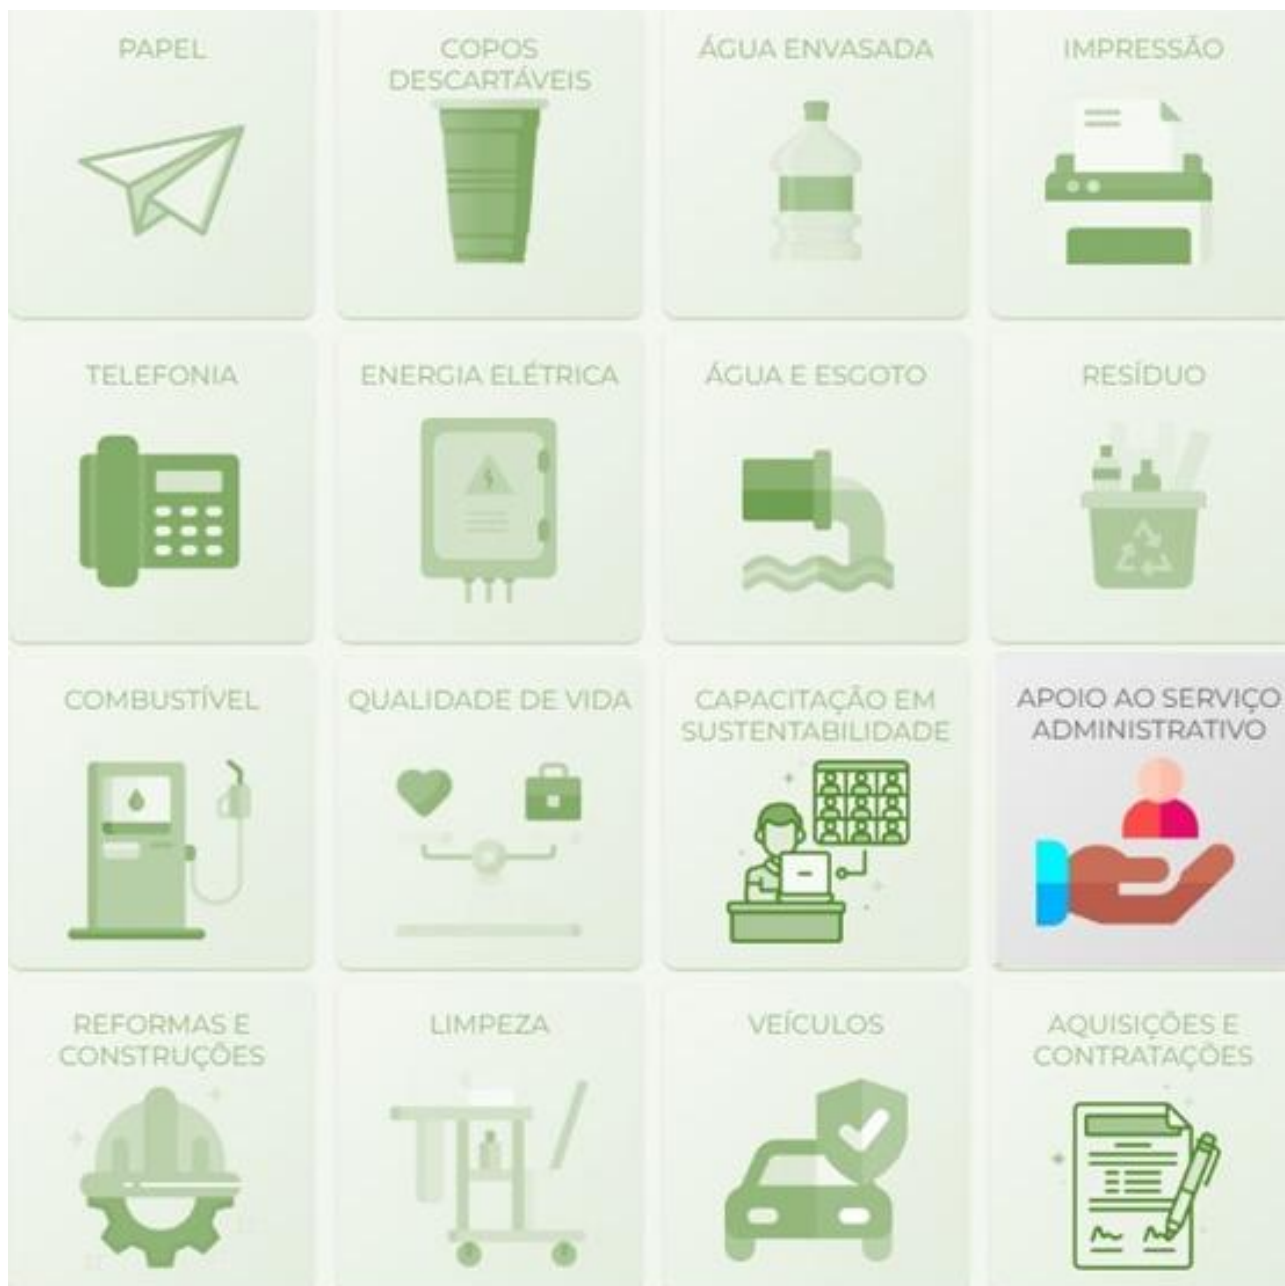 PAPEL
COPOS
DESCARTÁVEIS
ÁGUA ENVASADA
IMPRESSÃO
TELEFONIA
ENERGIA ELÉTRICA
ÁGUA E ESGOTO
RESÍDUO
COMBUSTÍVEL
QUALIDADE DE VIDA
CAPACITAÇÃO EM
SUSTENTABILIDADE
APOIO AO SERVIÇO
ADMINISTRATIVO
REFORMAS E
CONSTRUÇÕES
LIMPEZA
VEÍCULOS
AQUISIÇÕES E
CONTRATAÇÕES